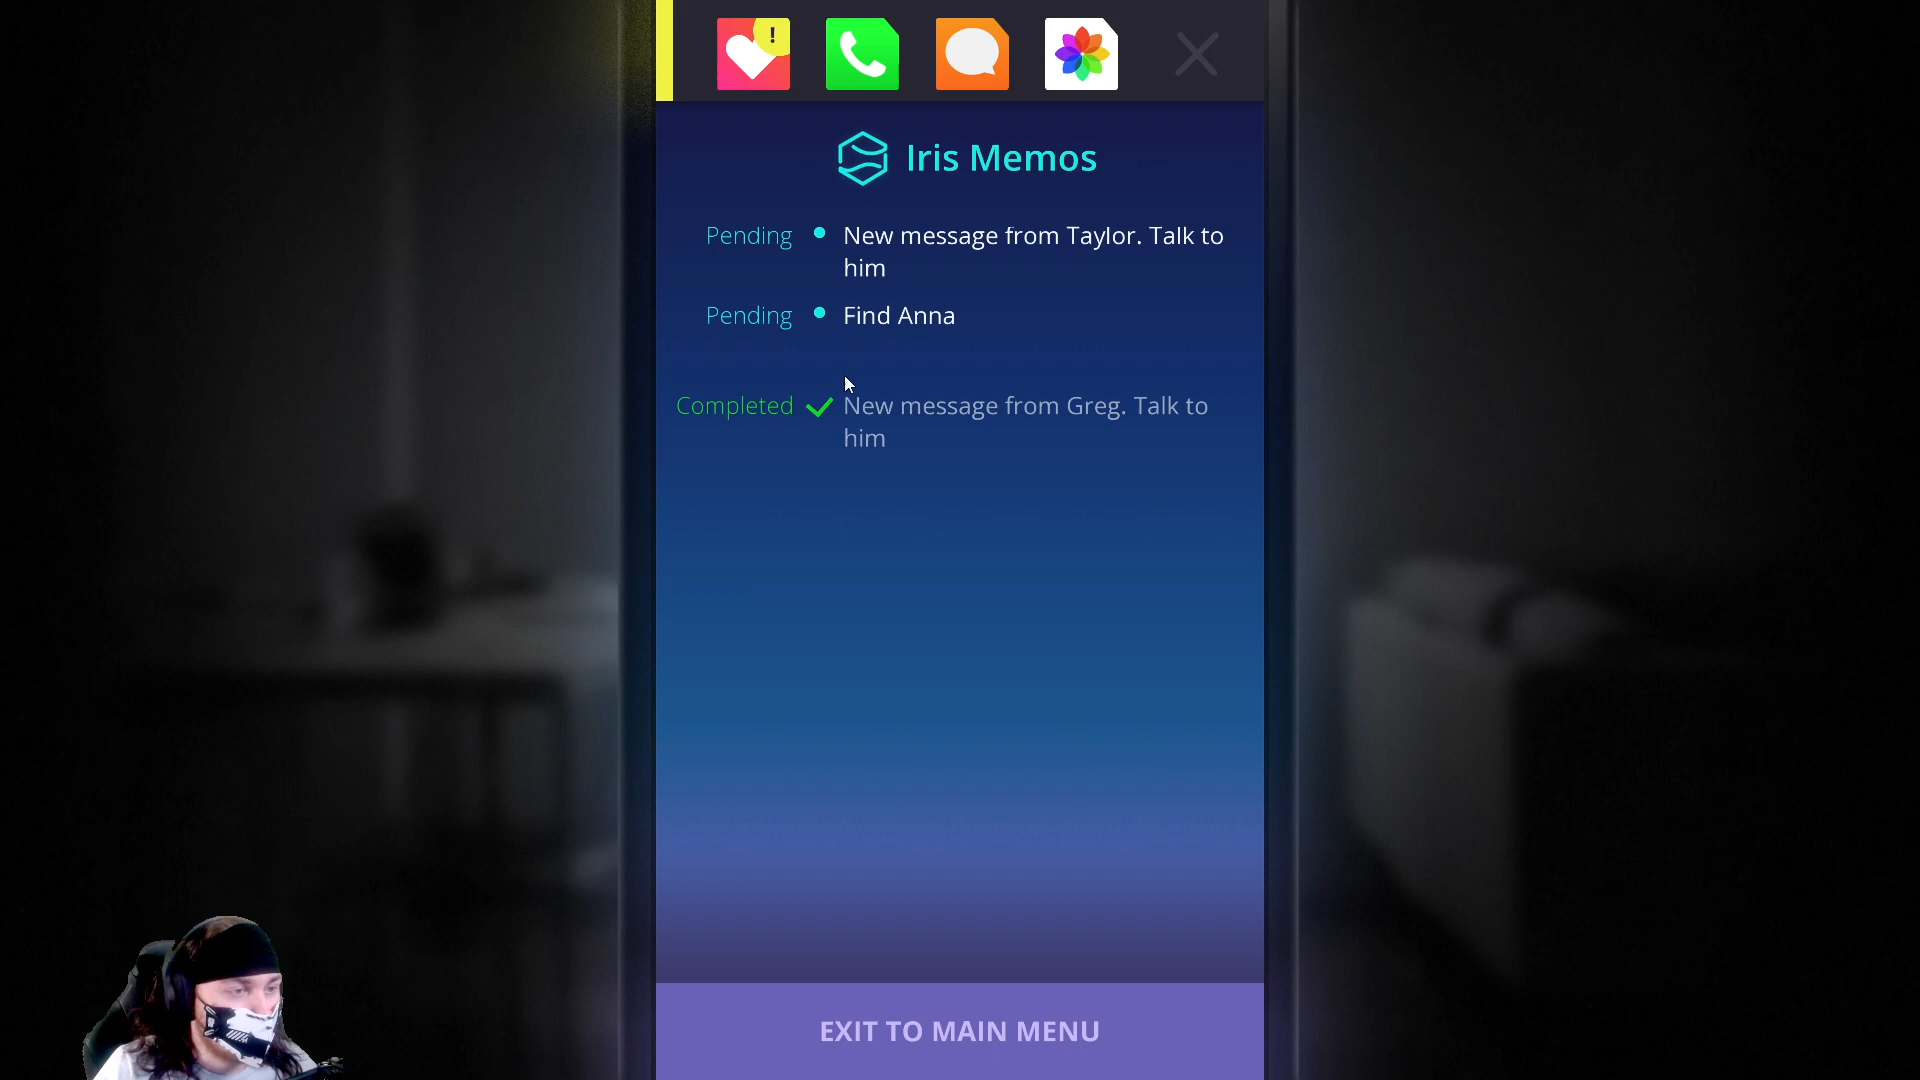 !
Iris Memos
Pending New message from Taylor. Talk to
him
Pending Find Anna
Completed New message from Greg. Talk to
him
EXIT TO MAIN MENU